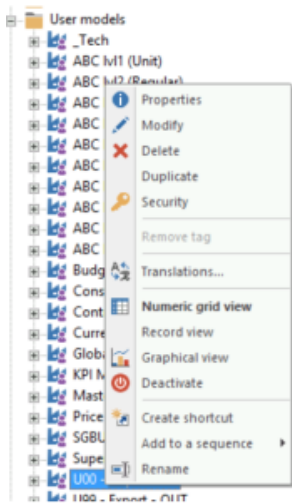 User models
_Tech
ABC lvl1 (Unit)
ABC lvl2 (Regular)
ABC
Properties
ABC
Modify
ABC
Delete
ABC
Duplicate
ABC
Security
ABC
ABC
Remove tag
ABC
Budg
Translations...
Cons
Cont
Numeric grid view
Curre
Record view
Globa
Graphical view
KPI M
Deactivate
Mast
Price
Create shortcut
SGBU
Add to a sequence
Supe
U00 -
Rename
U99 - Export - OUT